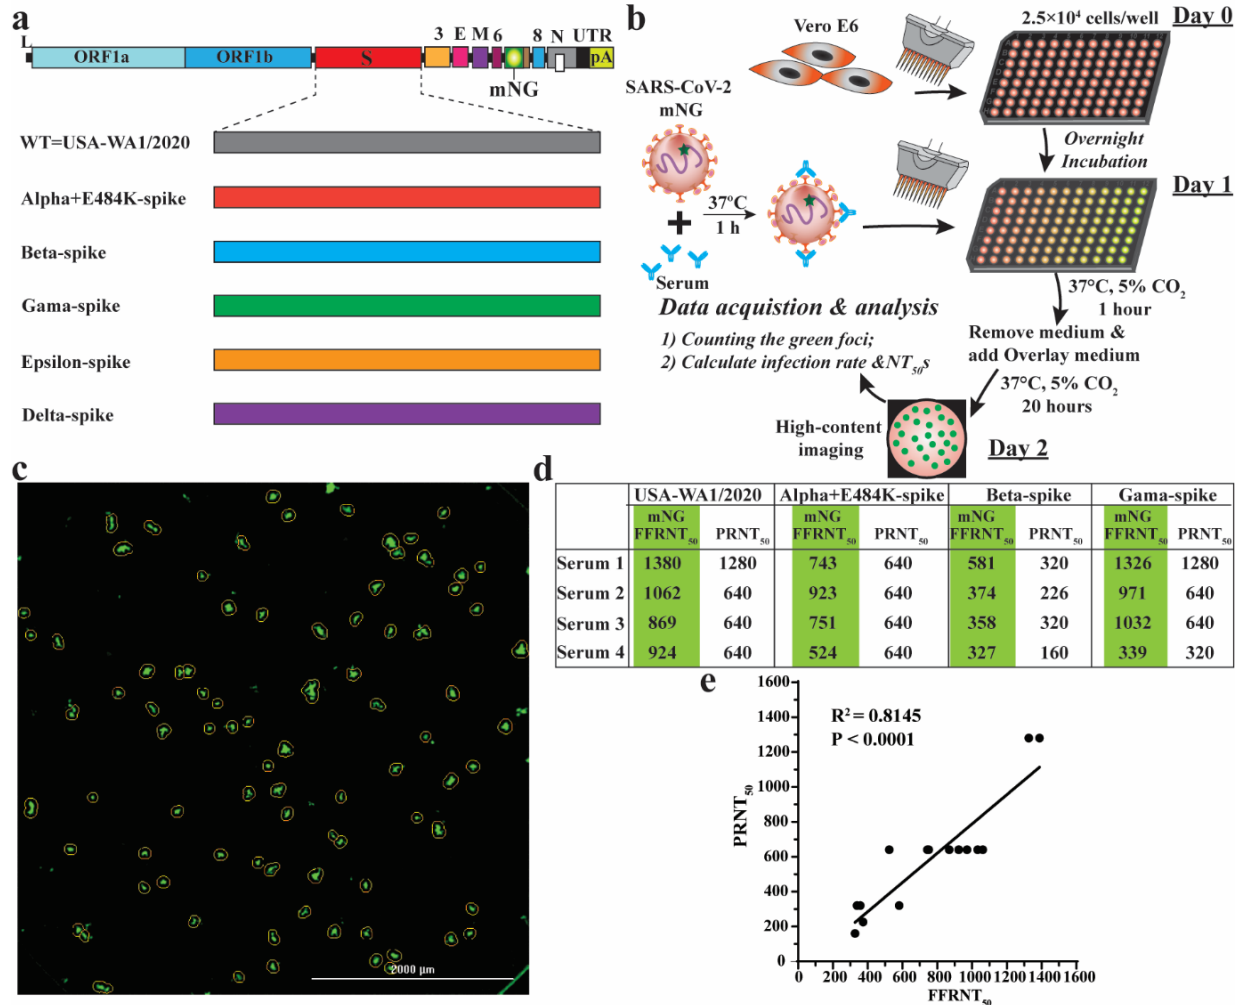 a
L
ORF1a
ORF1b
S
3
E
M
6
8
N
UTR
pA
mNG
WT=USA-WA1/2020
Alpha+E484K-spike
Beta-spike
Gama-spike
Epsilon-spike
Delta-spike
b
Vero E6
2.5×10⁴ cells/well
Day 0
SARS-CoV-2
mNG
Overnight
Incubation
Day 1
37°C
1 h
Serum
37°C, 5% CO₂
1 hour
Data acquistion & analysis
1) Counting the green foci;
2) Calculate infection rate &NT₅₀s
Remove medium &
add Overlay medium
37°C, 5% CO₂
20 hours
High-content
imaging
Day 2
c
2000 μm
d
USA-WA1/2020 Alpha+E484K-spike Beta-spike Gama-spike
mNG mNG mNG mNG
FFRNT₅₀ PRNT₅₀ FFRNT₅₀ PRNT₅₀ FFRNT₅₀ PRNT₅₀ FFRNT₅₀ PRNT₅₀
Serum 1 1380 1280 743 640 581 320 1326 1280
Serum 2 1062 640 923 640 374 226 971 640
Serum 3 869 640 751 640 358 320 1032 640
Serum 4 924 640 524 640 327 160 339 320
e
R² = 0.8145
P < 0.0001
1600
1400
1200
1000
800
600
400
200
0
PRNT₅₀
0 200 400 600 800 1000 1200 1400 1600
FFRNT₅₀